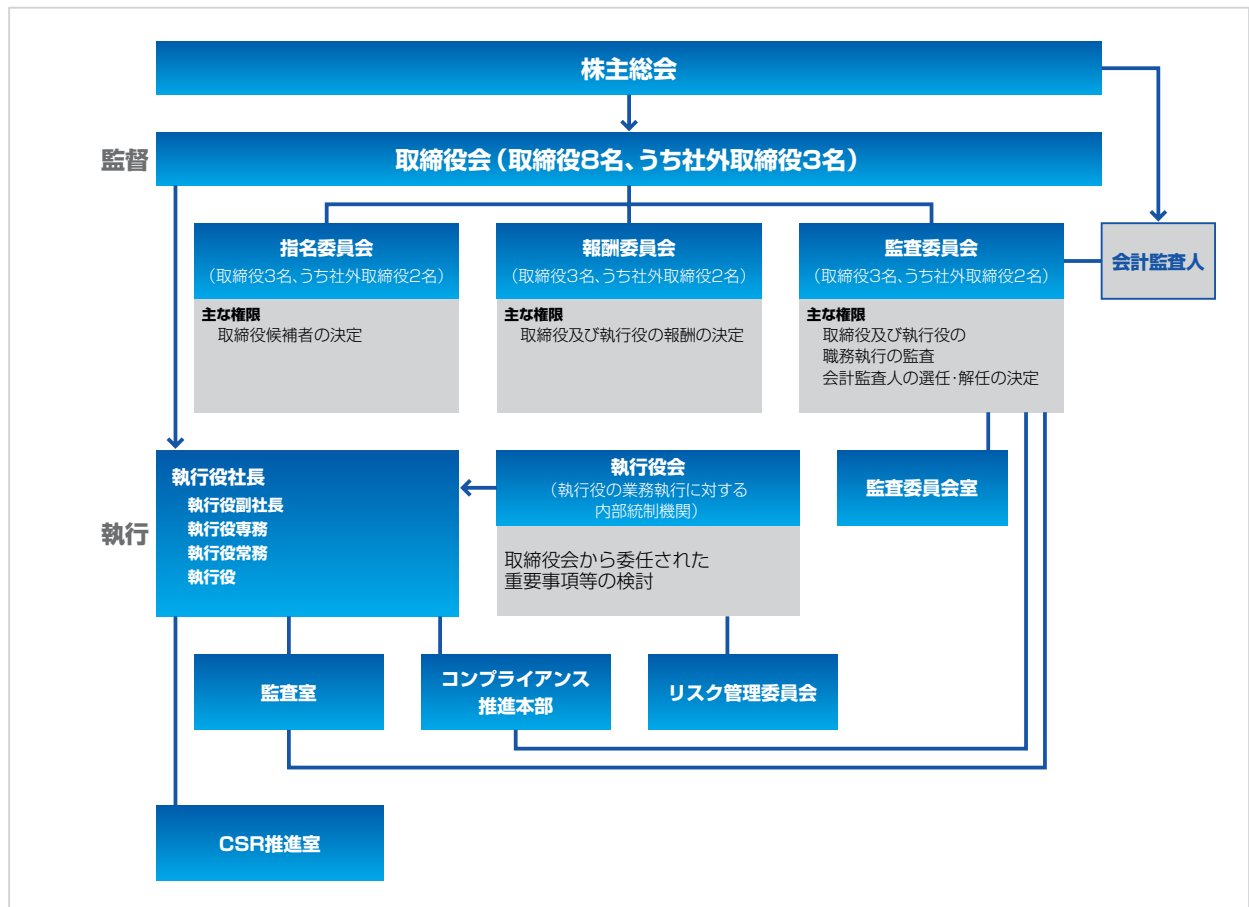 株主総会
監督
取締役会（取締役8名、うち社外取締役3名）
指名委員会
（取締役3名、うち社外取締役2名）
主な権限
取締役候補者の決定
報酬委員会
（取締役3名、うち社外取締役2名）
主な権限
取締役及び執行役の報酬の決定
監査委員会
（取締役3名、うち社外取締役2名）
主な権限
取締役及び執行役の
職務執行の監査
会計監査人の選任・解任の決定
会計監査人
執行
執行役社長
執行役副社長
執行役専務
執行役常務
執行役
執行役会
（執行役の業務執行に対する
内部統制機関）
取締役会から委任された
重要事項等の検討
監査委員会室
監査室
コンプライアンス
推進本部
リスク管理委員会
CSR推進室